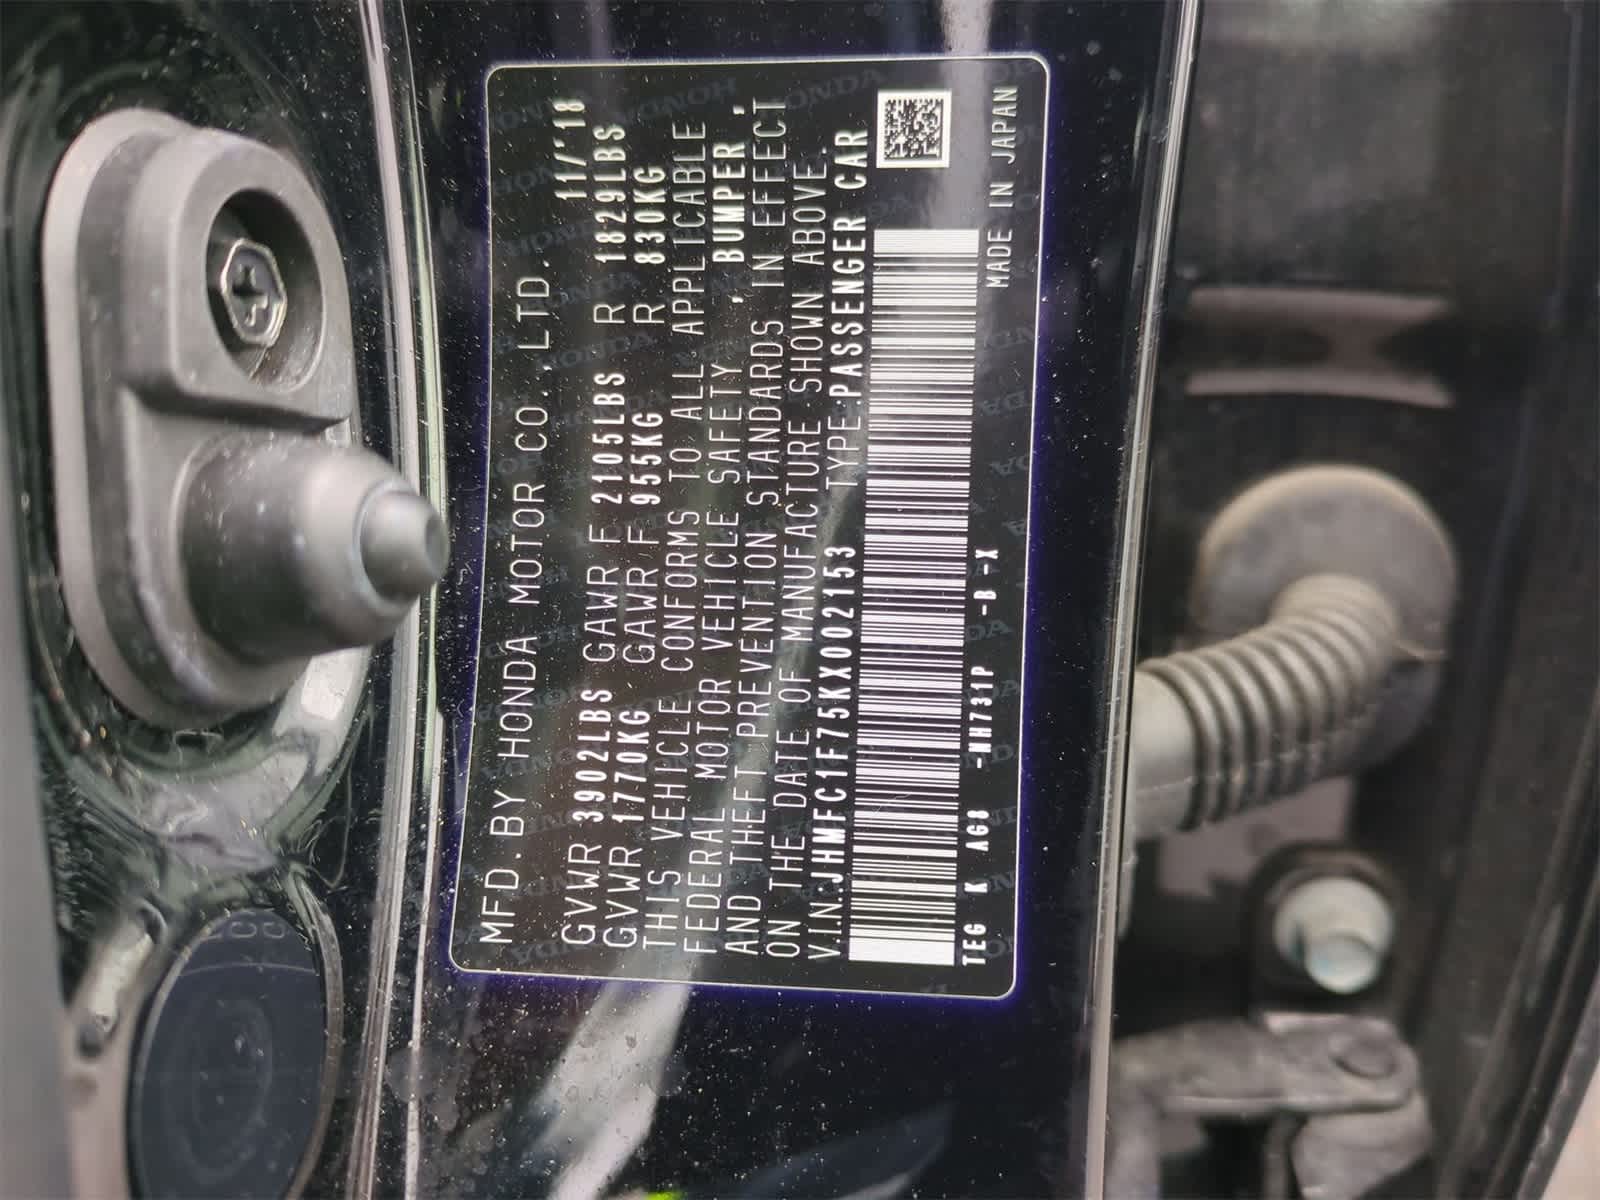 MFD. BY HONDA MOTOR CO.,LTD. 11/'18
GVWR 3902LBS GAWR F 2105LBS R 1829LBS
GVWR 1770KG GAWR F 955KG R 830KG
THIS VEHICLE CONFORMS TO ALL APPLICABLE
FEDERAL MOTOR VEHICLE SAFETY , BUMPER ,
AND THEFT PREVENTION STANDARDS IN EFFECT
ON THE DATE OF MANUFACTURE SHOWN ABOVE.
V.I.N.:JHMFC1F75KX002153 TYPE:PASSENGER CAR
TEG K AG8 -NH731P -B -X MADE IN JAPAN